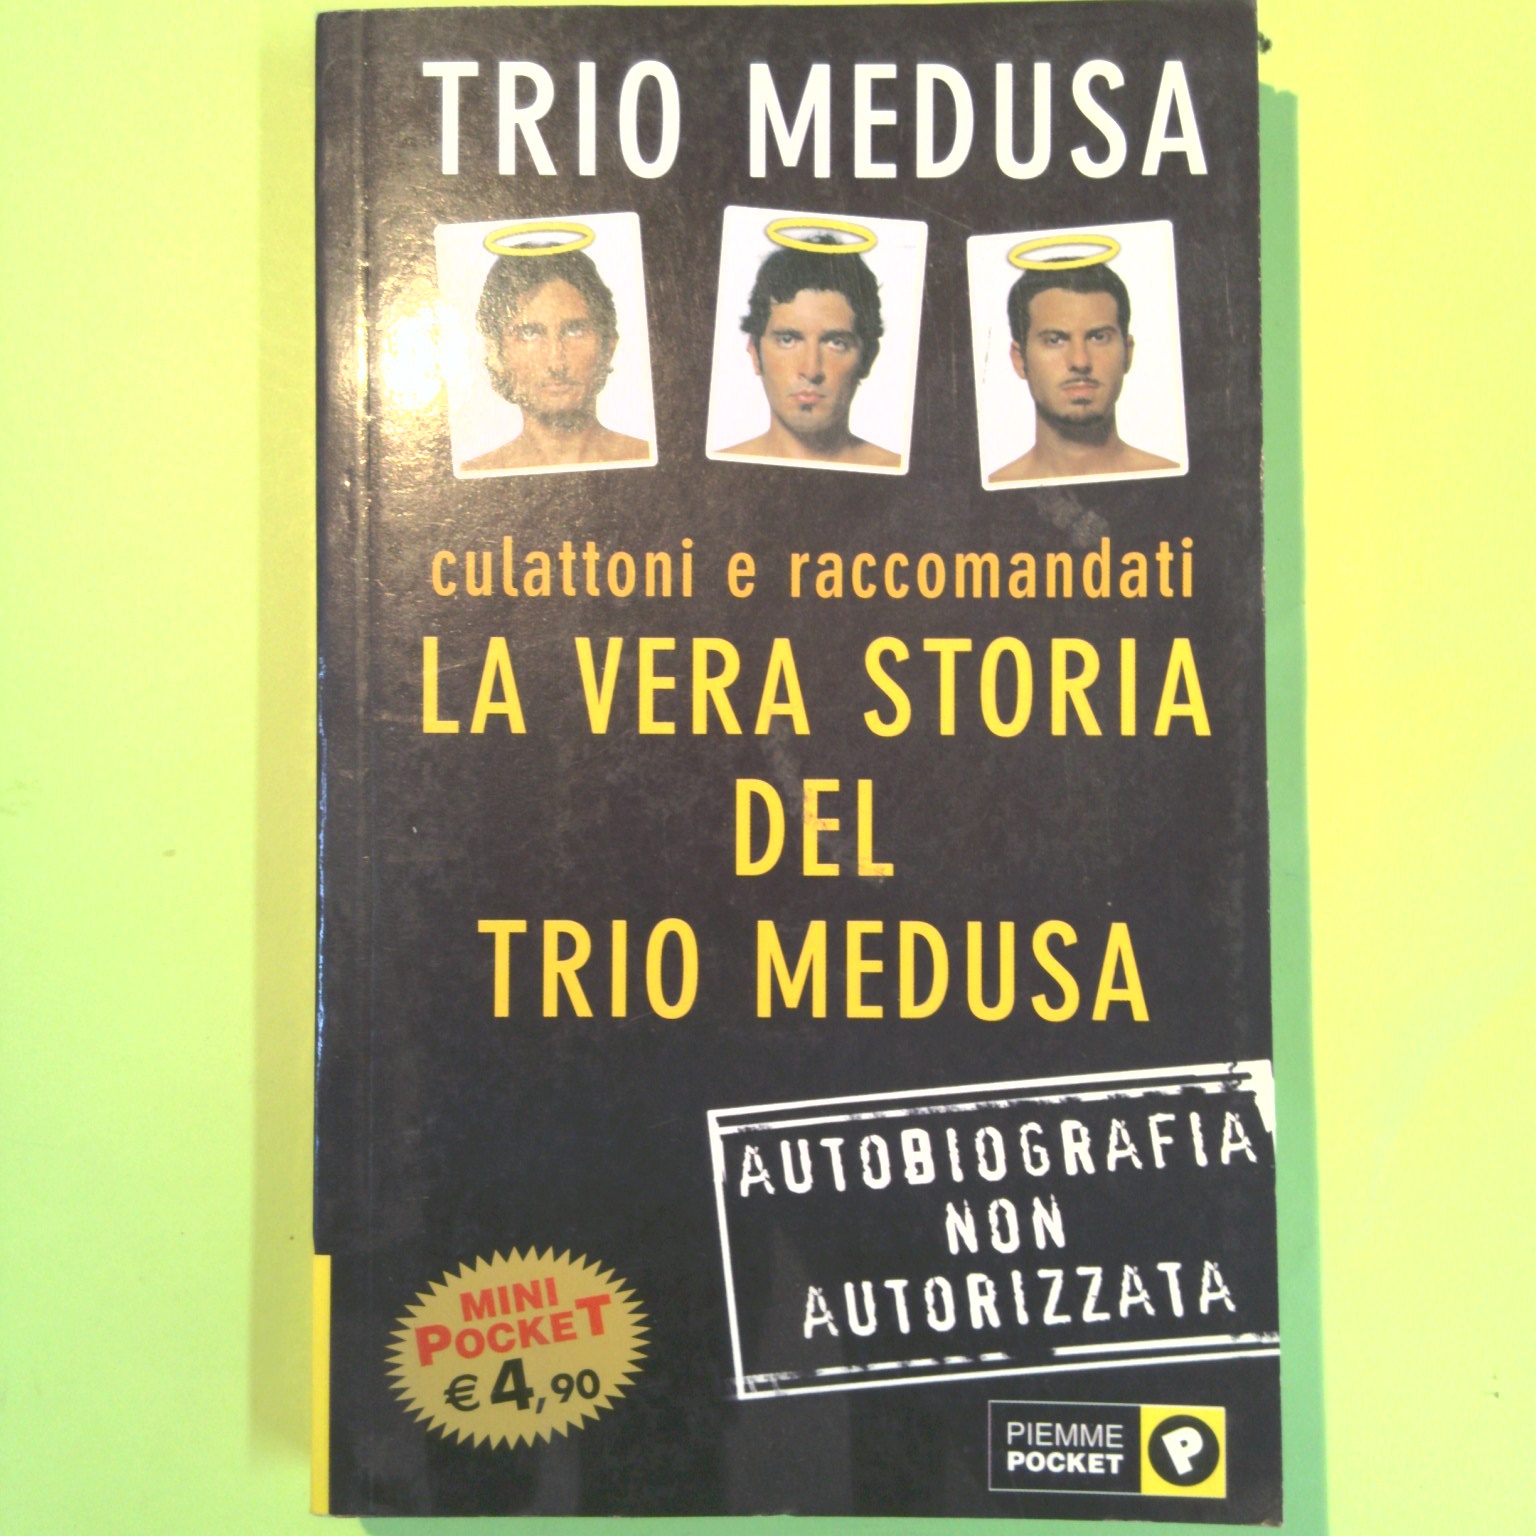 TRIO MEDUSA
culattoni e raccomandati
LA VERA STORIA
DEL
TRIO MEDUSA
AUTOBIOGRAFIA
NON
AUTORIZZATA
MINI
POCKET
€ 4,90
PIEMME
POCKET
P